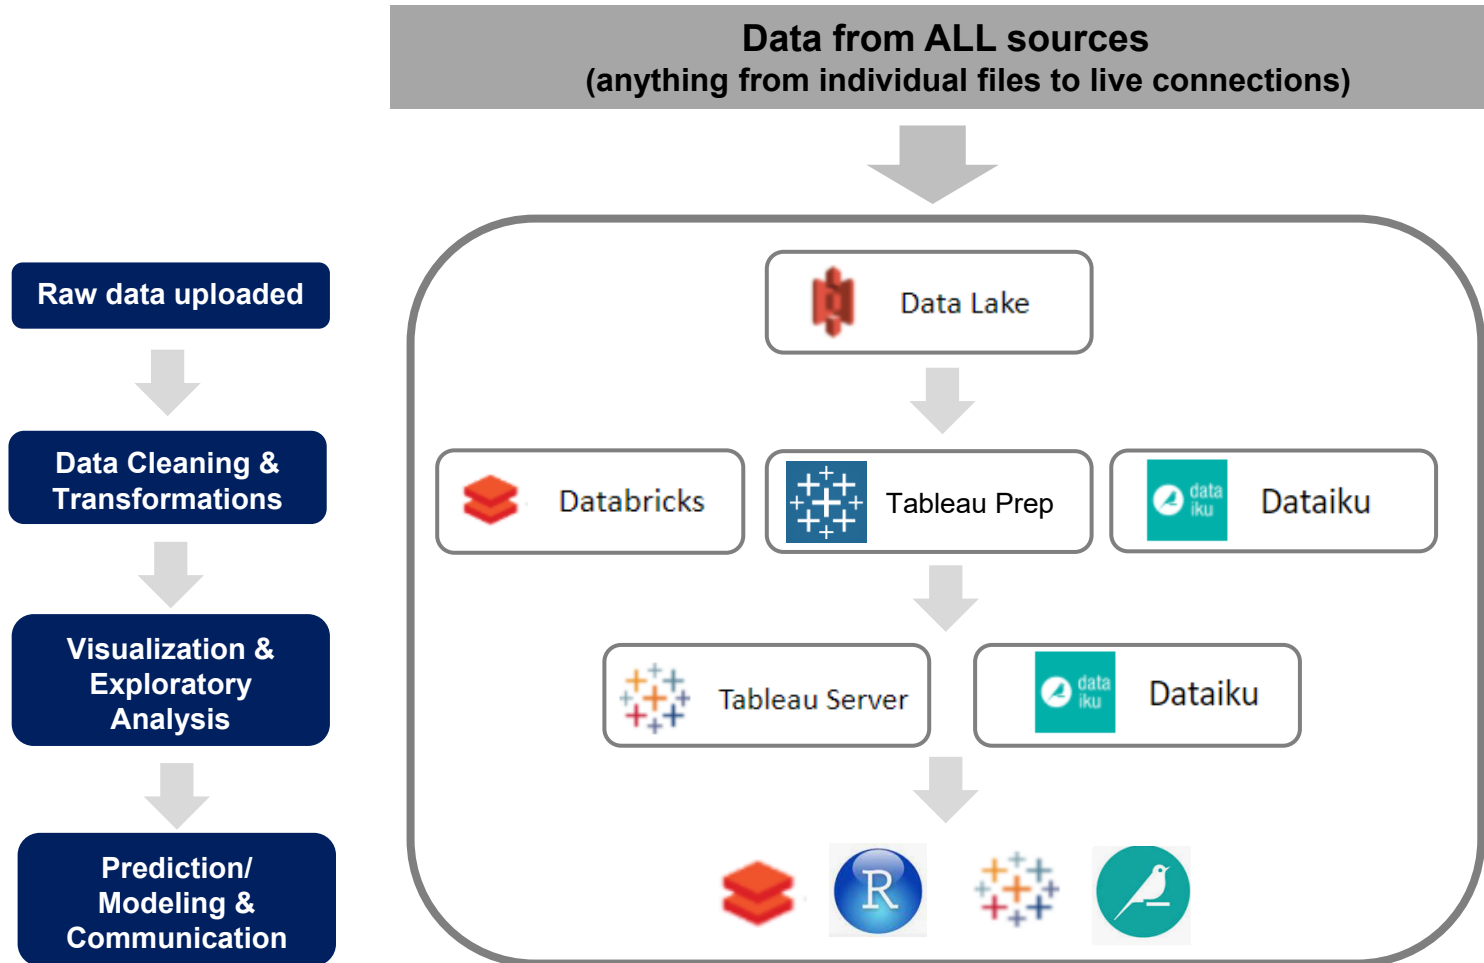 Data from ALL sources
(anything from individual files to live connections)
Raw data uploaded
Data Lake
Data Cleaning &
Transformations
Databricks
Tableau Prep
data
iku
Dataiku
Visualization &
Exploratory
Analysis
Tableau Server
data
iku
Dataiku
Prediction/
Modeling &
Communication
R